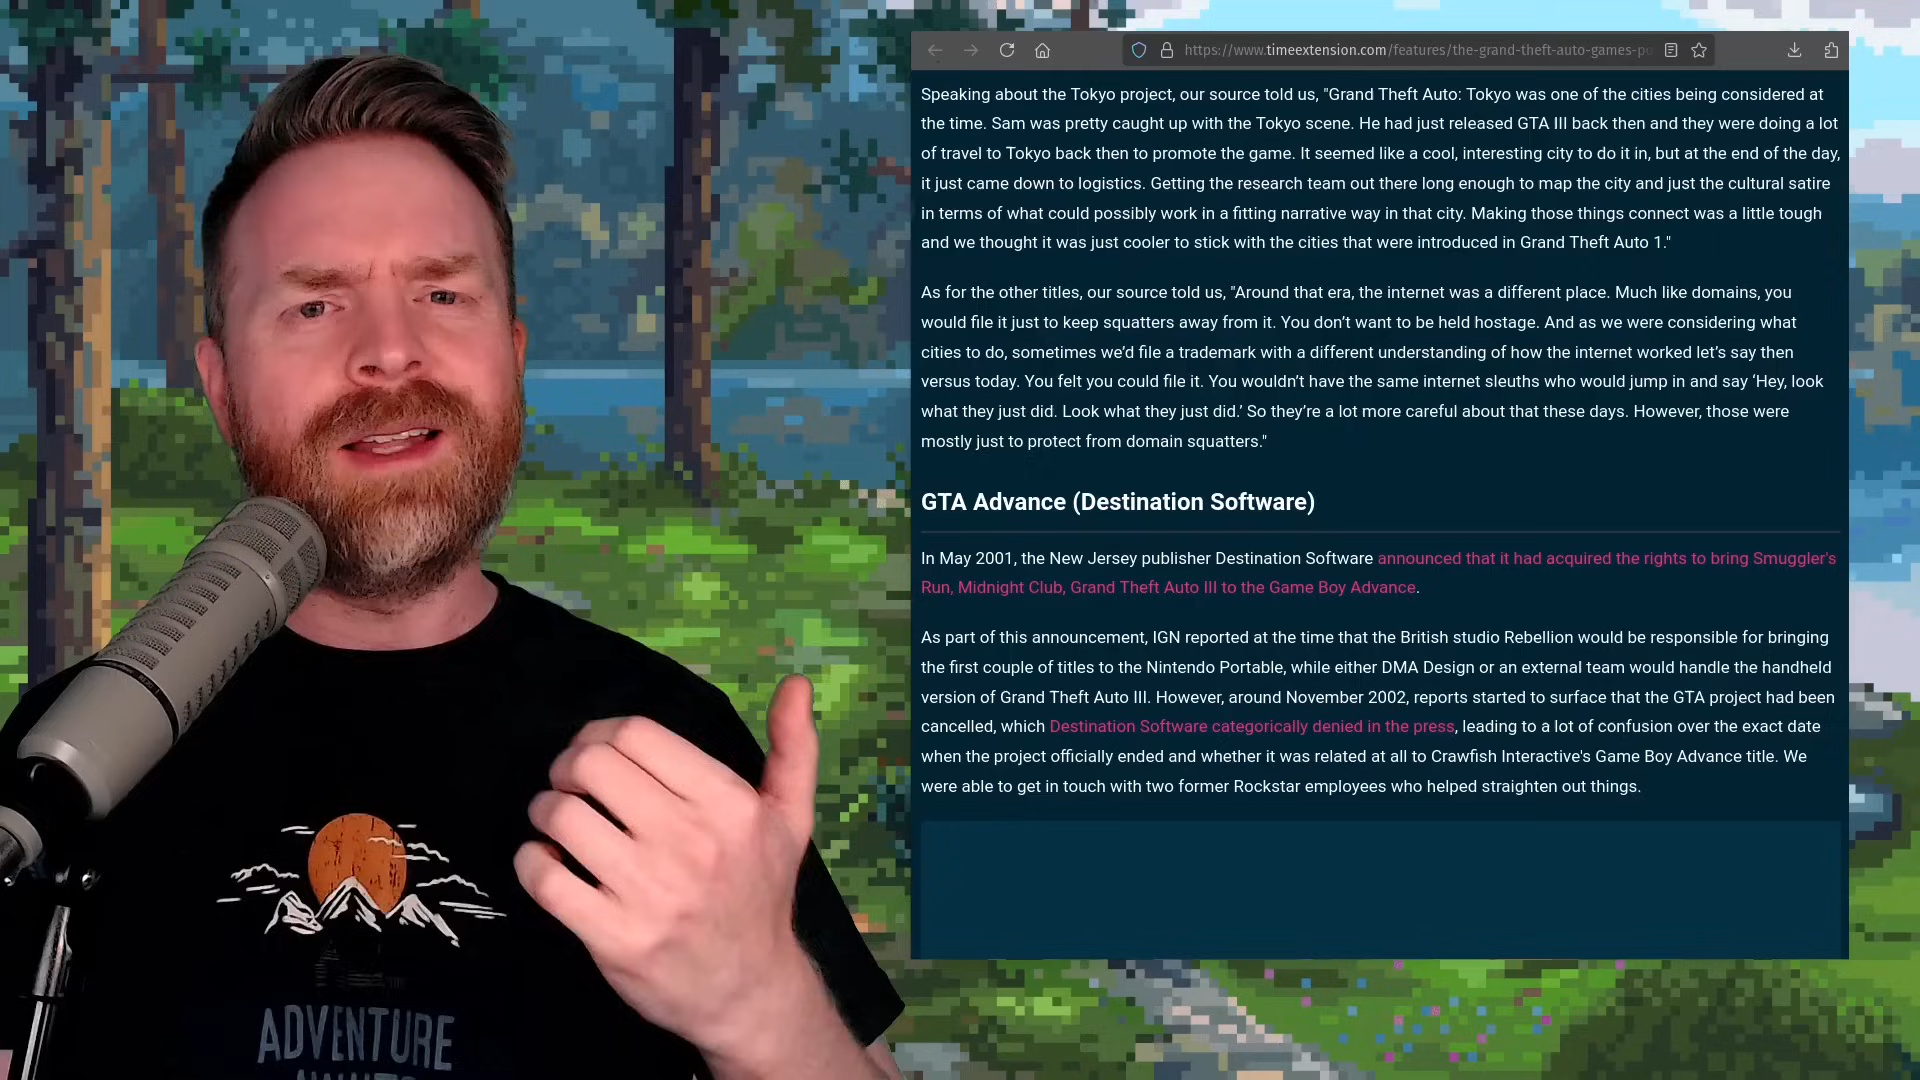 https://www.timeextension.com/features/the-grand-theft-auto-games-po
Speaking about the Tokyo project, our source told us, "Grand Theft Auto: Tokyo was one of the cities being considered at
the time. Sam was pretty caught up with the Tokyo scene. He had just released GTA III back then and they were doing a lot
of travel to Tokyo back then to promote the game. It seemed like a cool, interesting city to do it in, but at the end of the day,
it just came down to logistics. Getting the research team out there long enough to map the city and just the cultural satire
in terms of what could possibly work in a fitting narrative way in that city. Making those things connect was a little tough
and we thought it was just cooler to stick with the cities that were introduced in Grand Theft Auto 1."
As for the other titles, our source told us, "Around that era, the internet was a different place. Much like domains, you
would file it just to keep squatters away from it. You don’t want to be held hostage. And as we were considering what
cities to do, sometimes we’d file a trademark with a different understanding of how the internet worked let’s say then
versus today. You felt you could file it. You wouldn’t have the same internet sleuths who would jump in and say ‘Hey, look
what they just did. Look what they just did.’ So they’re a lot more careful about that these days. However, those were
mostly just to protect from domain squatters."
GTA Advance (Destination Software)
In May 2001, the New Jersey publisher Destination Software announced that it had acquired the rights to bring Smuggler's
Run, Midnight Club, Grand Theft Auto III to the Game Boy Advance.
As part of this announcement, IGN reported at the time that the British studio Rebellion would be responsible for bringing
the first couple of titles to the Nintendo Portable, while either DMA Design or an external team would handle the handheld
version of Grand Theft Auto III. However, around November 2002, reports started to surface that the GTA project had been
cancelled, which Destination Software categorically denied in the press, leading to a lot of confusion over the exact date
when the project officially ended and whether it was related at all to Crawfish Interactive's Game Boy Advance title. We
were able to get in touch with two former Rockstar employees who helped straighten out things.
ADVENTURE